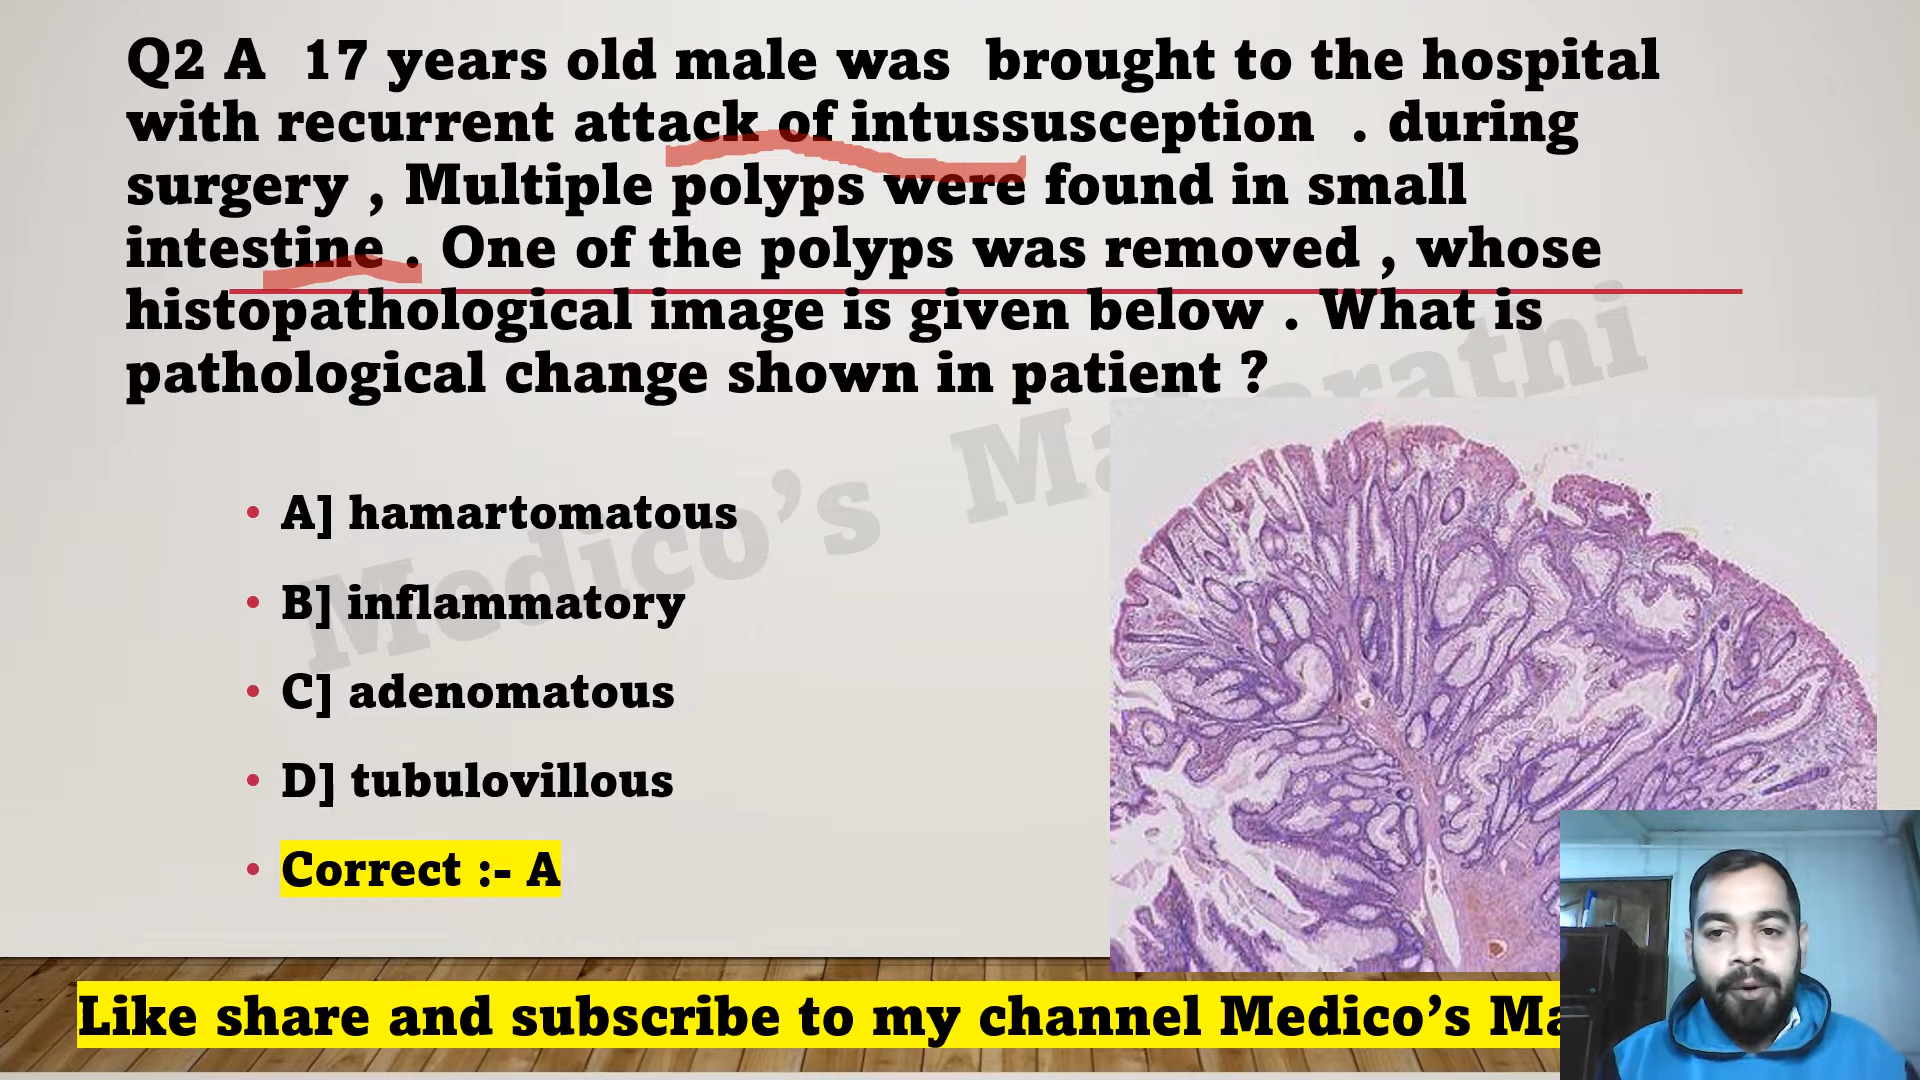 Q2 A 17 years old male was brought to the hospital
with recurrent attack of intussusception . during
surgery , Multiple polyps were found in small
intestine . One of the polyps was removed , whose
histopathological image is given below . What is
pathological change shown in patient ?
• A] hamartomatous
• B] inflammatory
• C] adenomatous
• D] tubulovillous
• Correct :- A
Medico’s Maharathi
Like share and subscribe to my channel Medico’s Ma